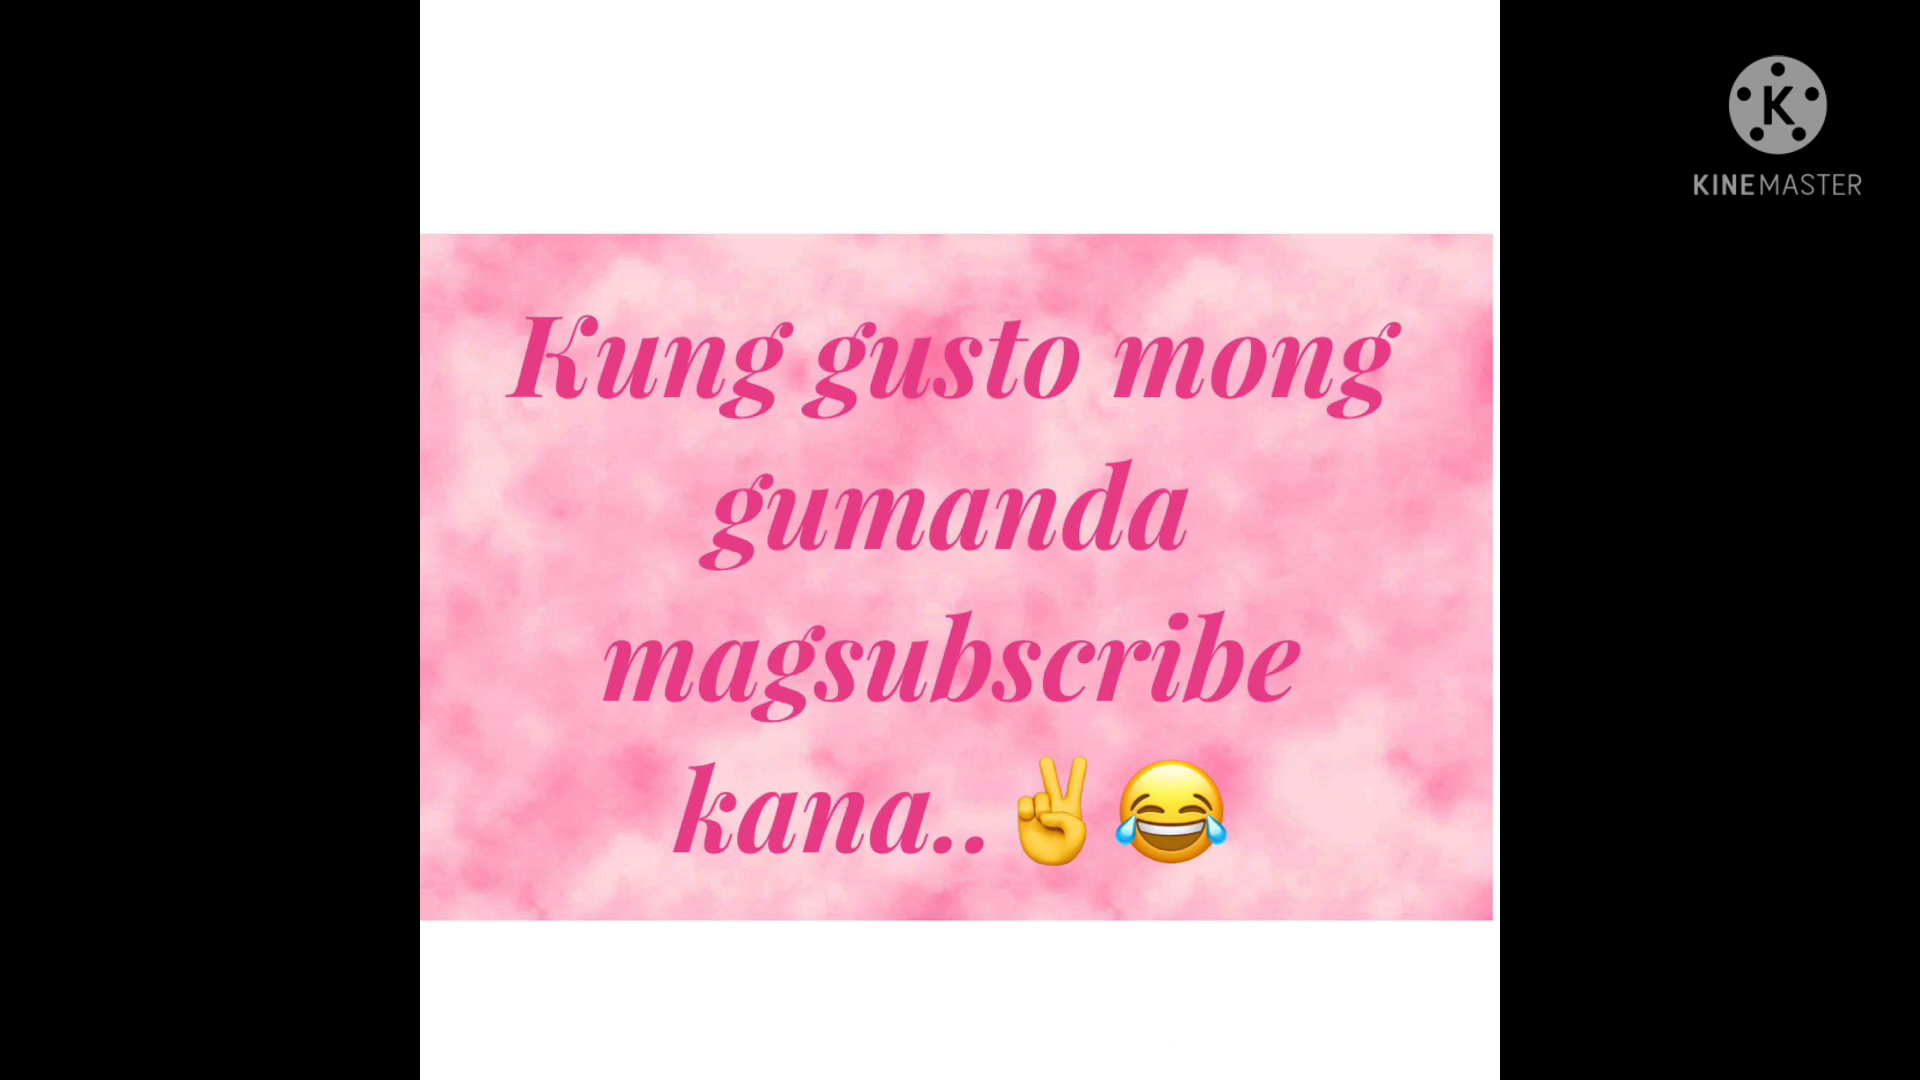 Kung gusto mong
gumanda
magsubscribe
kana..✌️😂
K
KINEMASTER